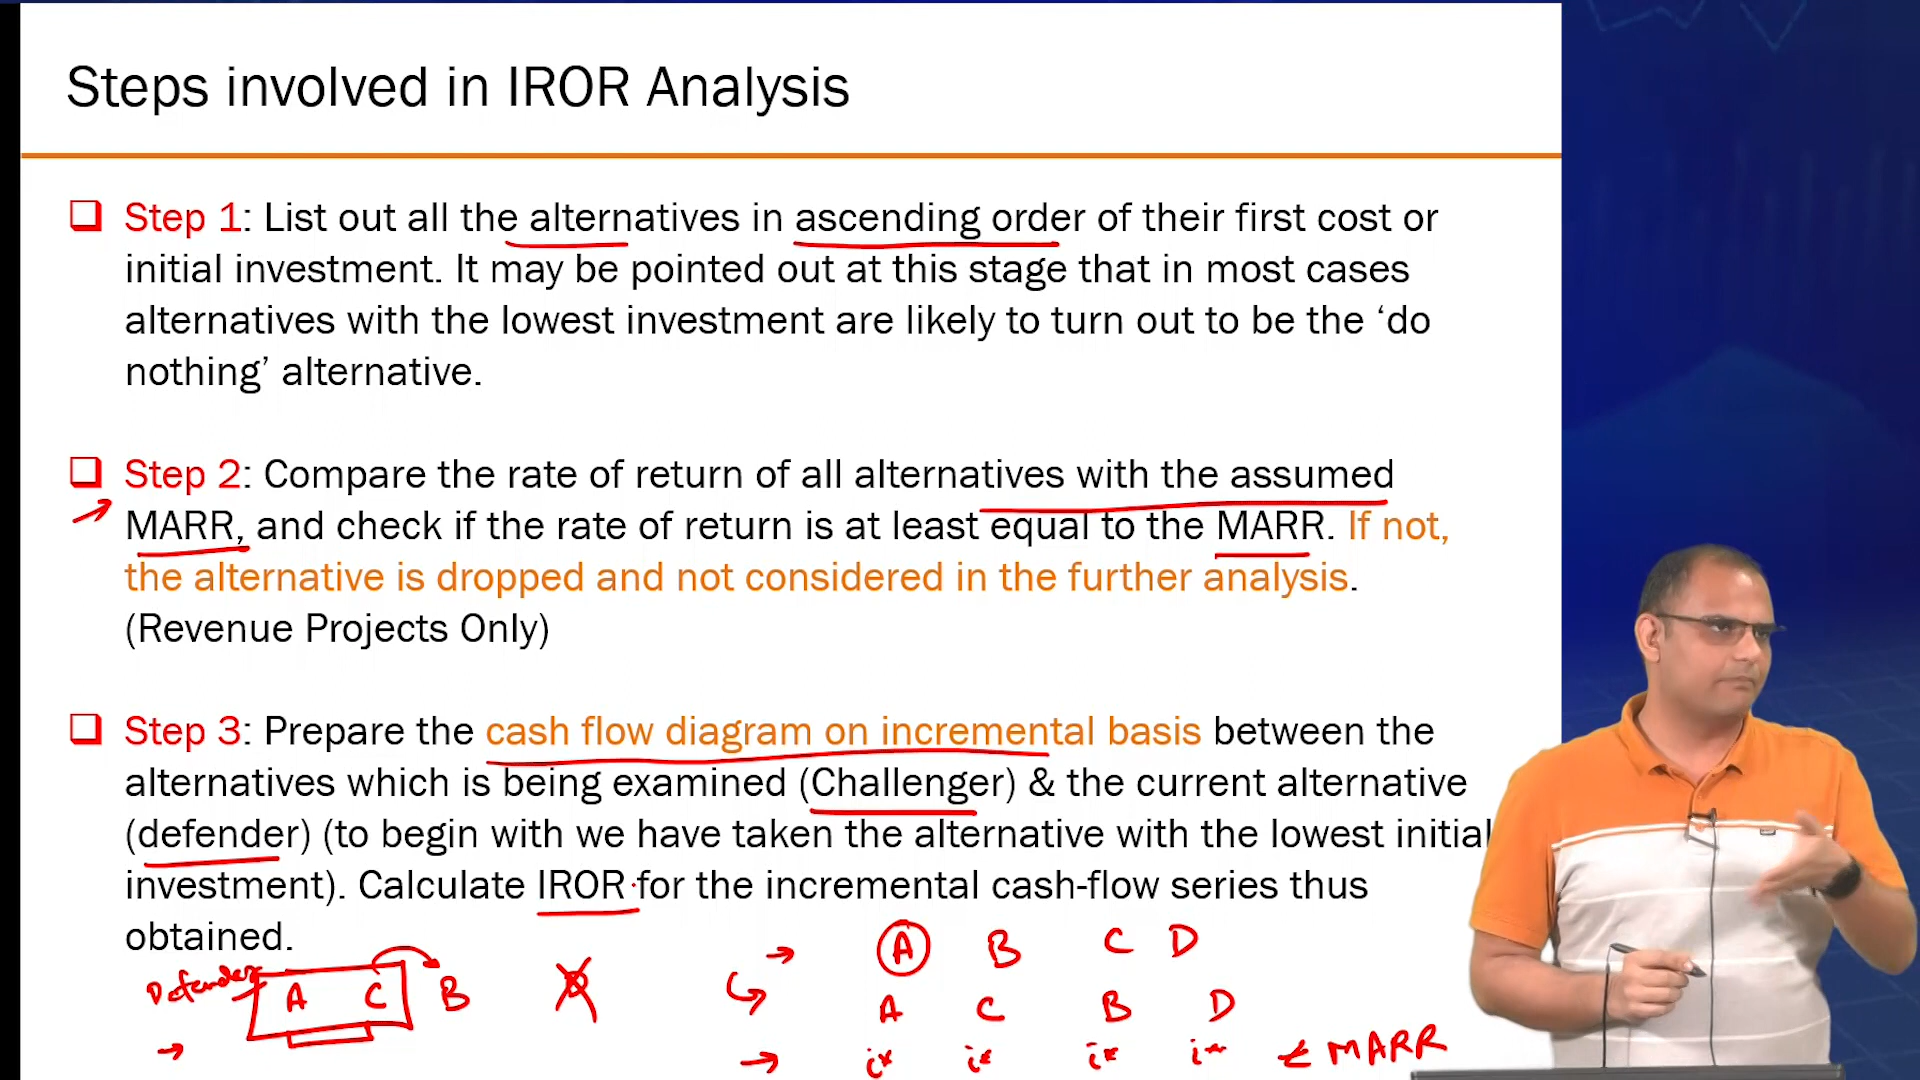 Steps involved in IROR Analysis
Step 1: List out all the alternatives in ascending order of their first cost or
initial investment. It may be pointed out at this stage that in most cases
alternatives with the lowest investment are likely to turn out to be the ‘do
nothing’ alternative.
Step 2: Compare the rate of return of all alternatives with the assumed
MARR, and check if the rate of return is at least equal to the MARR. If not,
the alternative is dropped and not considered in the further analysis.
(Revenue Projects Only)
Step 3: Prepare the cash flow diagram on incremental basis between the
alternatives which is being examined (Challenger) & the current alternative
(defender) (to begin with we have taken the alternative with the lowest initial
investment). Calculate IROR for the incremental cash-flow series thus
obtained.
→ A B C D
Defender A C B
A C B D
→ i* i* i* i* MARR